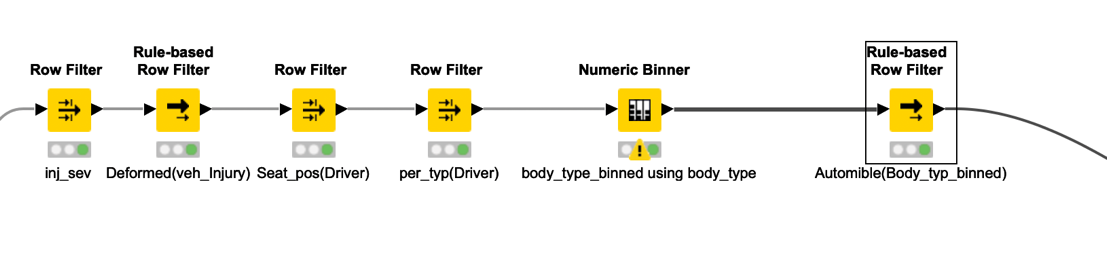 Row Filter
Rule-based
Row Filter
Row Filter
Row Filter
Numeric Binner
Rule-based
Row Filter
inj_sev
Deformed(veh_Injury)
Seat_pos(Driver)
per_typ(Driver)
body_type_binned using body_type
Automible(Body_typ_binned)